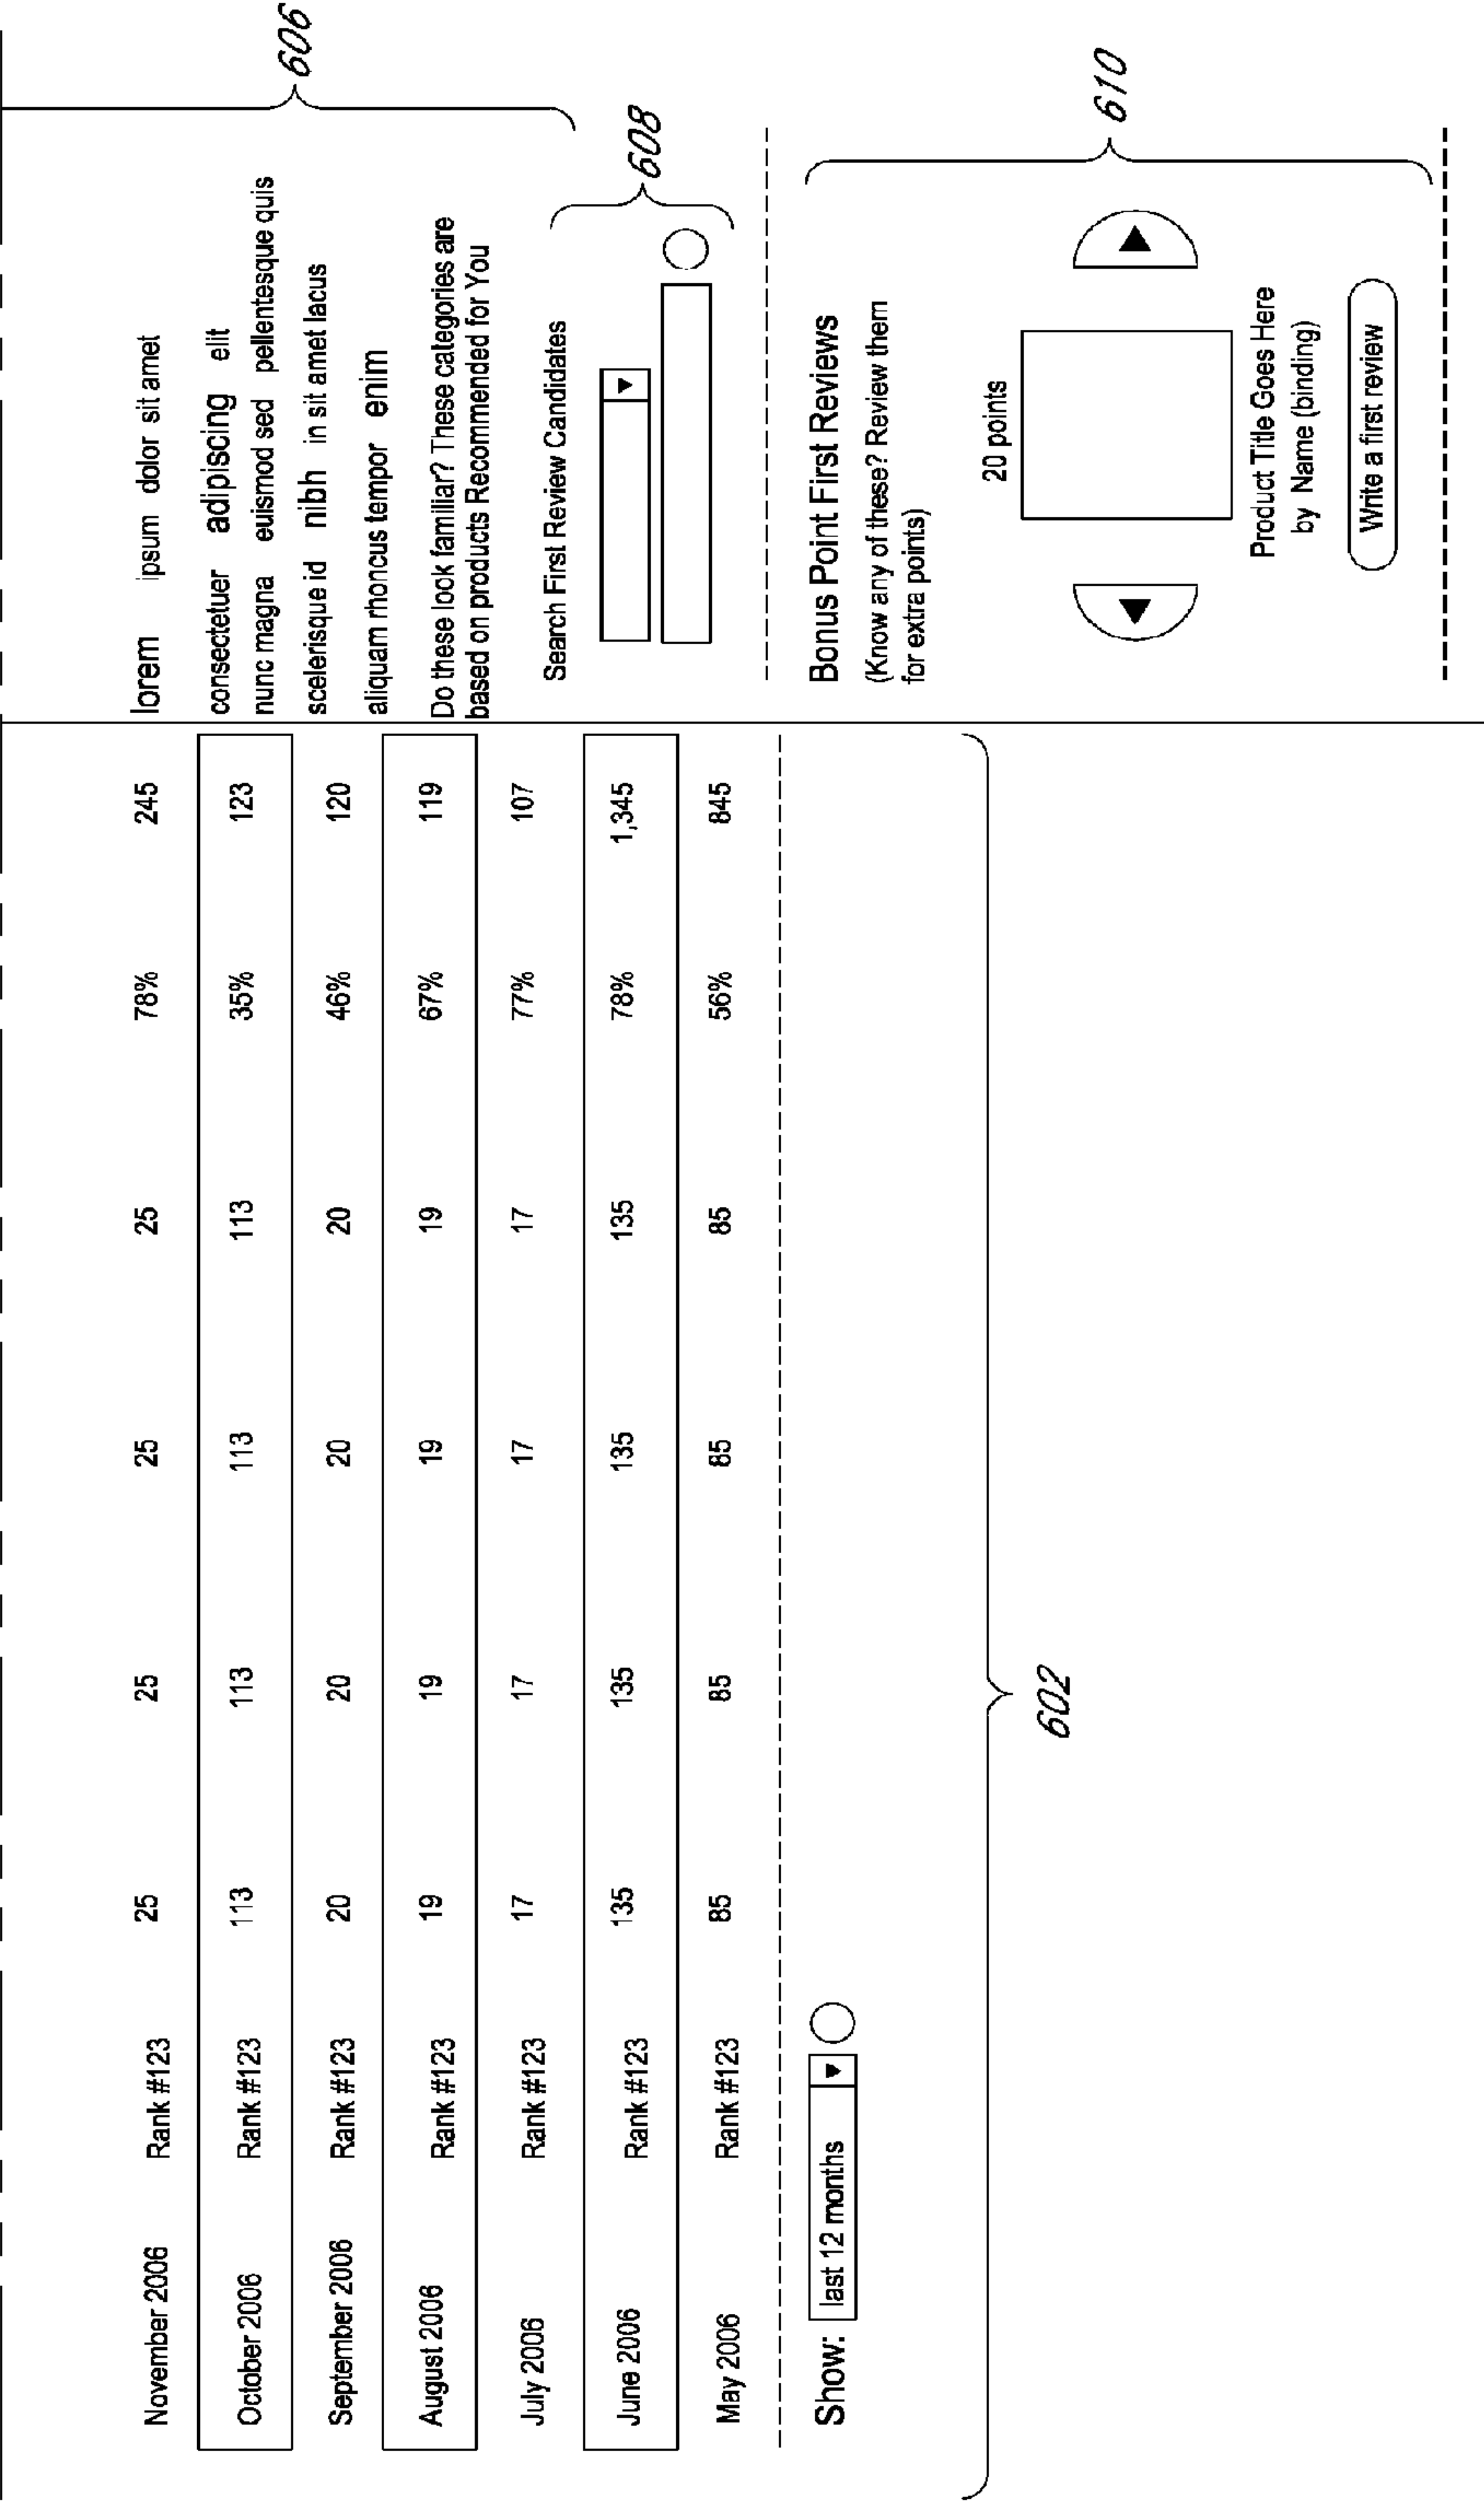 November 2006 Rank #123 25 25 25 25 78% 245
October 2006 Rank #123 113 113 113 113 35% 123
September 2006 Rank #123 20 20 20 20 46% 120
August 2006 Rank #123 19 19 19 19 67% 119
July 2006 Rank #123 17 17 17 17 77% 107
June 2006 Rank #123 135 135 135 135 78% 1,345
May 2006 Rank #123 85 85 85 85 56% 845
Show: last 12 months
602
lorem ipsum dolor sit amet
consectetuer adipiscing elit
nunc magna euismod sed pellentesque quis
scelerisque id nibh in sit amet lacus
aliquam rhoncus tempor enim
Do these look familiar? These categories are
based on products Recommended for You
606
Search First Review Candidates
608
Bonus Point First Reviews
(Know any of these? Review them
for extra points)
20 points
610
Product Title Goes Here
by Name (binding)
Write a first review